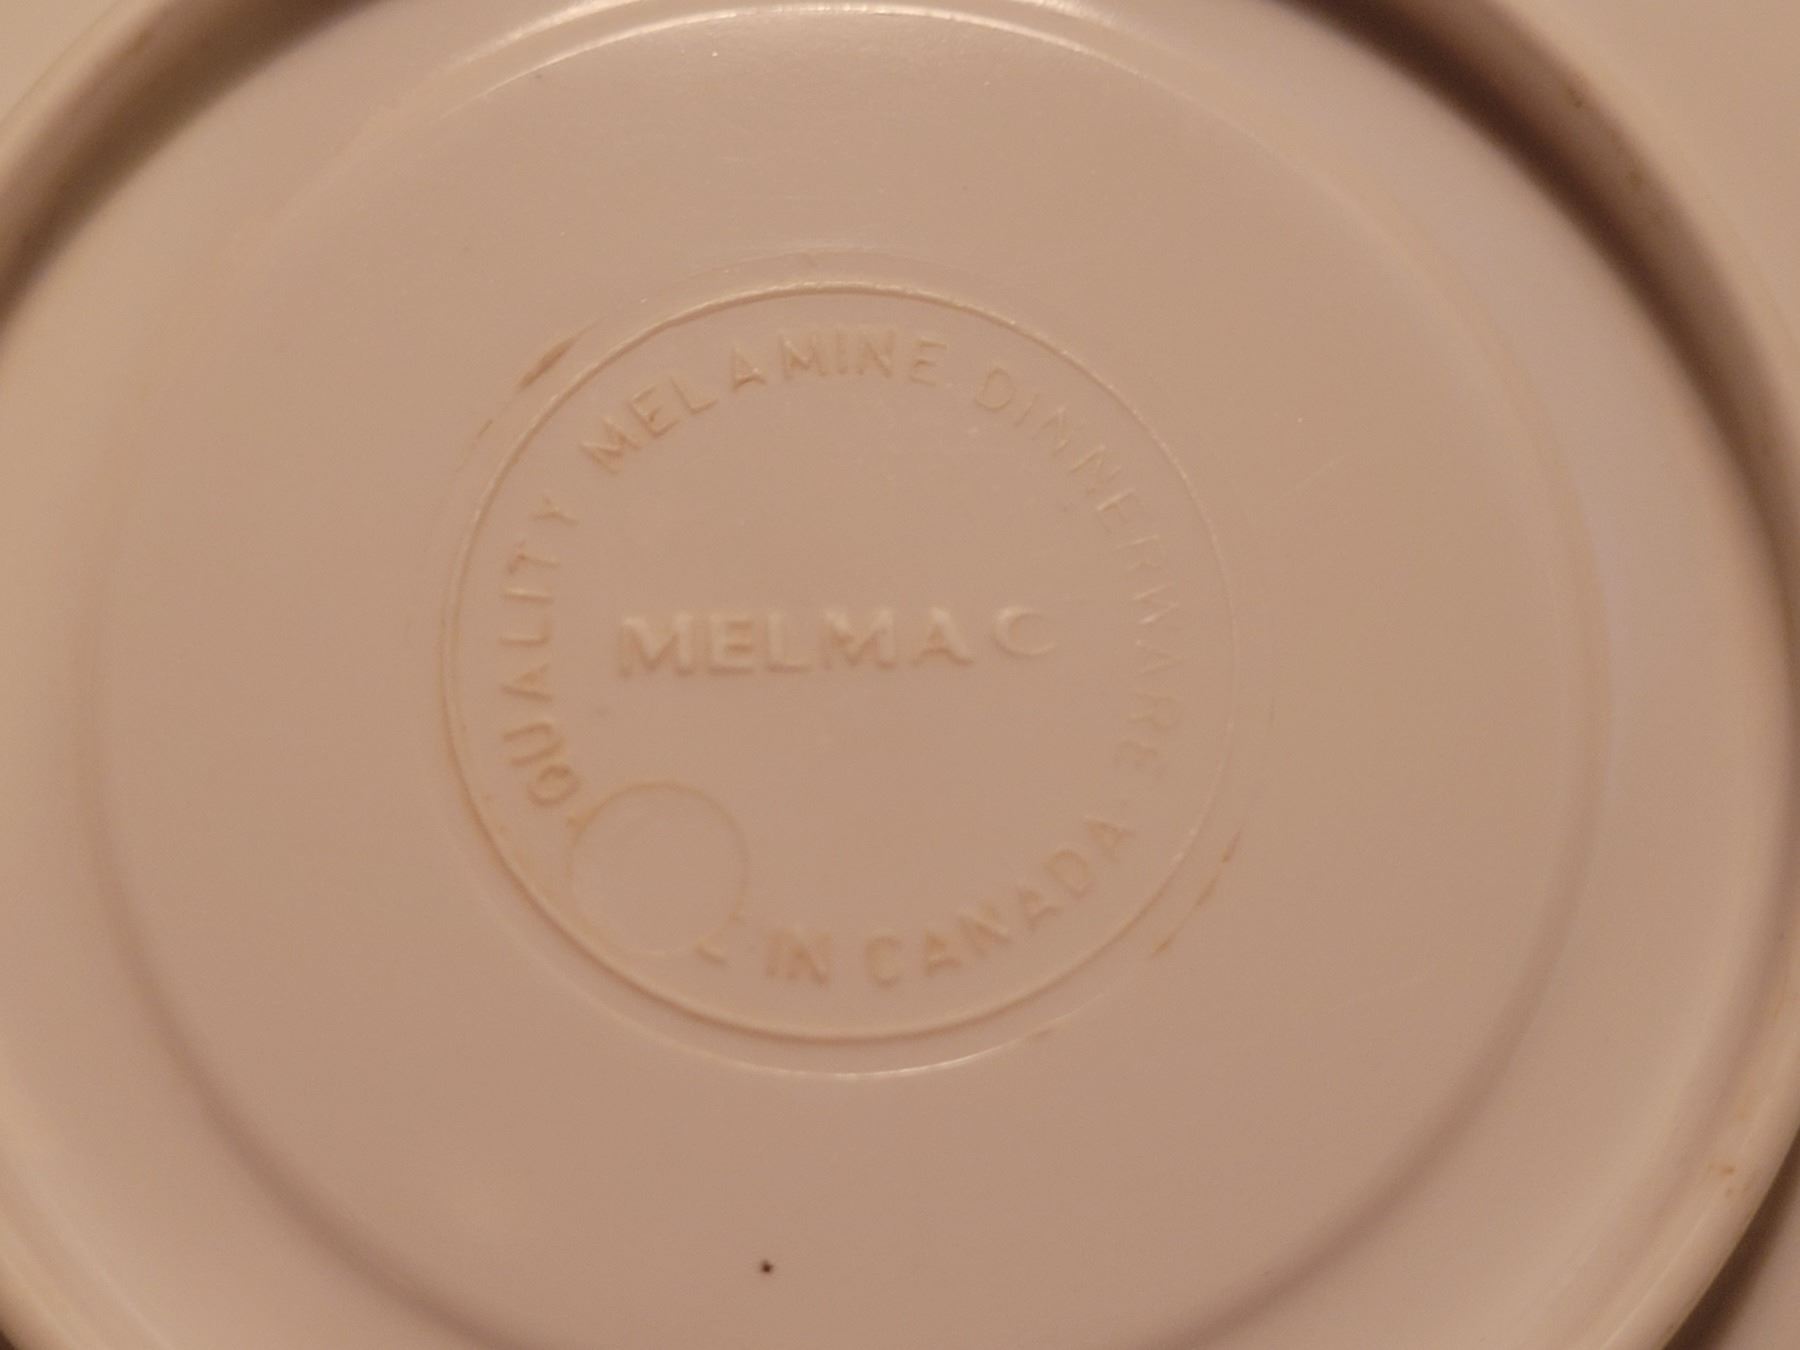 QUALITY MELAMINE DINNERWARE
MELMAC
IN CANADA